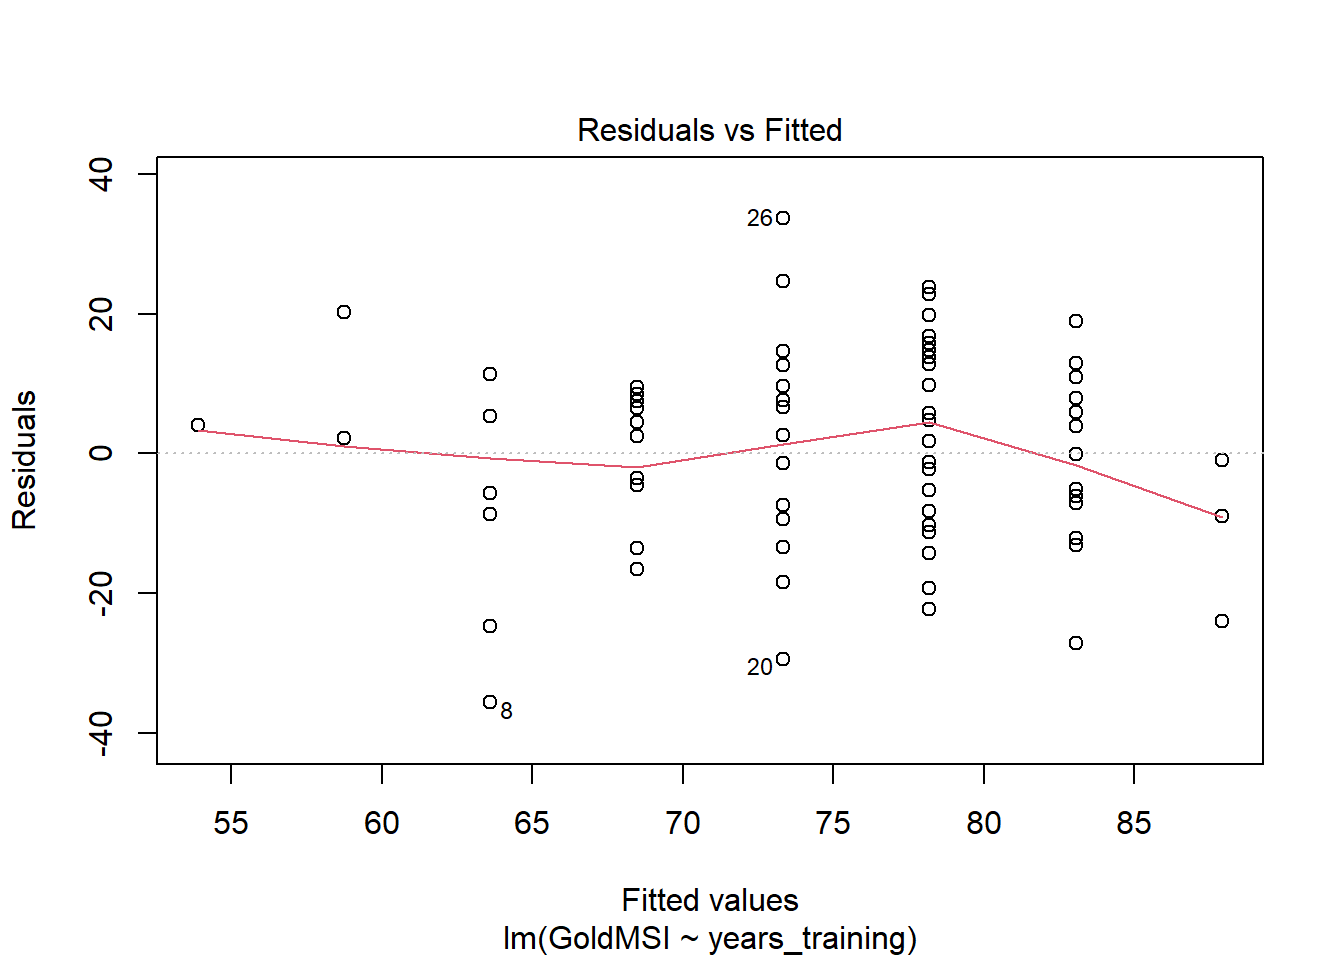 Residuals vs Fitted
40
20
0
-20
-40
Residuals
26
20
8
55 60 65 70 75 80 85
Fitted values
lm(GoldMSI ~ years_training)